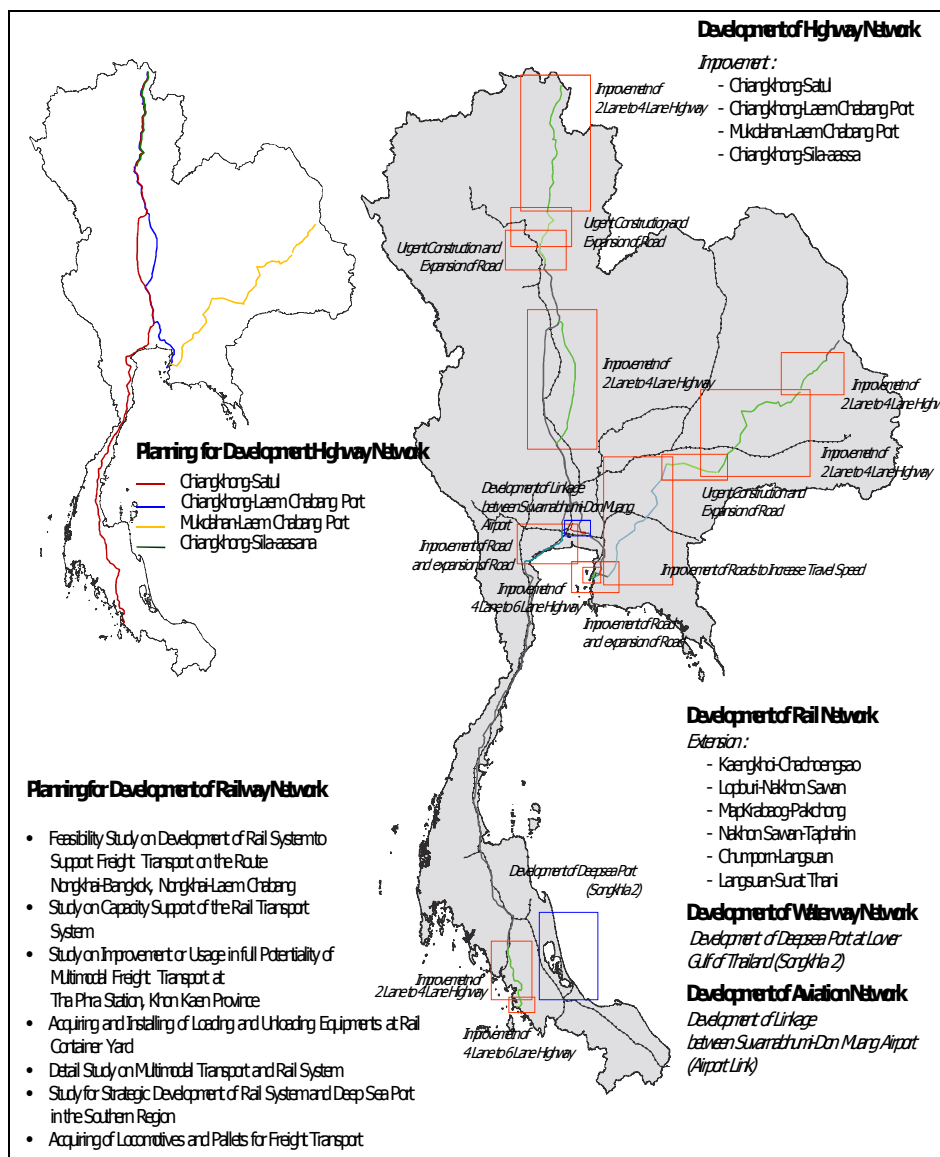 Development of Highway Network
Improvement :
- Chiangkhong-Satul
- Chiangkhong-Laem Chabang Port
- Mukdahan-Laem Chabang Port
- Chiangkhong-Sila-aassa
Improvemetn of
2 Lane to 4 Lane Highway
Urgent Construction and
Expansion of Road
Urgent Construction and
Expansion of Road
Improvemetn of
2 Lane to 4 Lane Highway
Improvemetn of
2 Lane to 4 Lane Highw
Improvemetn of
2 Lane to 4 Lane Highway
Urgent Construction and
Expansion of Road
Planning for Development Highway Network
Chiangkhong-Satul
Chiangkhong-Laem Chabang Port
Mukdahan-Laem Chabang Port
Chiangkhong-Sila-aasana
Development of Linkage
between Suvarnabhumi-Don Muang
Airport
Improvement of Road
and expansion of Road
Improvement of Roads to Increase Travel Speed
Improvemetn of
4 Lane to 6 Lane Highway
Improvement of Road
and expansion of Road
Development of Rail Network
Extension :
- Kaengkhoi-Chachoengsao
- Lopburi-Nakhon Sawan
- MapKrabaog-Pakchong
- Nakhon Sawan-Taphahin
- Chumporn-Langsuan
- Langsuan-Surat Thani
Planning for Development of Railway Network
• Feasibility Study on Development of Rail System to
Support Freight Transport on the Route
Nongkhai-Bangkok, Nongkhai-Laem Chabang
• Study on Capacity Support of the Rail Transport
System
• Study on Improvement or Usage in full Potentiality of
Multimodal Freight Transport at
Tha Phra Station, Khon Kaen Province
• Acquiring and Installing of Loading and Unloading Equipments at Rail
Container Yard
• Detail Study on Multimodal Transport and Rail System
• Study for Strategic Development of Rail System and Deep Sea Port
in the Southern Region
• Acquiring of Locomotives and Pallets for Freight Transport
Development of Deepsea Port
(Songkhla 2)
Improvemetn of
2 Lane to 4 Lane Highway
Improvemetn of
4 Lane to 6 Lane Highway
Development of Waterway Network
Development of Deepsea Port at Lower
Gulf of Thailand (Songkhla 2)
Development of Aviation Network
Development of Linkage
between Suvarnabhumi-Don Muang Airport
(Airport Link)